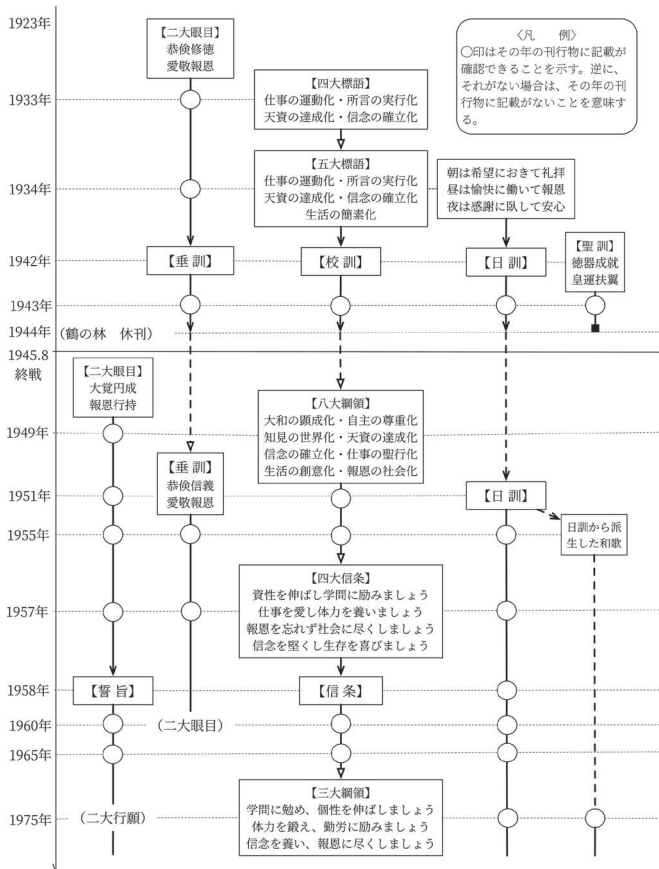 1923年
【二大眼目】
恭倹修徳
愛敬報恩
〈凡　例〉
○印はその年の刊行物に記載が
確認できることを示す。逆に、
それがない場合は、その年の刊
行物に記載がないことを意味す
る。
1933年
【四大標語】
仕事の運動化・所言の実行化
天資の達成化・信念の確立化
1934年
【五大標語】
仕事の運動化・所言の実行化
天資の達成化・信念の確立化
生活の簡素化
朝は希望におきて礼拝
昼は愉快に働いて報恩
夜は感謝に臥して安心
1942年
【垂 訓】
【校 訓】
【日 訓】
【聖 訓】
徳器成就
皇運扶翼
1943年
1944年
(鶴の林　休刊)
1945.8
終戦
【二大眼目】
大覚円成
報恩行持
【八大綱領】
大和の顕成化・自主の尊重化
知見の世界化・天資の達成化
信念の確立化・仕事の聖行化
生活の創意化・報恩の社会化
1949年
【垂 訓】
恭倹信義
愛敬報恩
1951年
【日 訓】
1955年
日訓から派
生した和歌
【四大信条】
資性を伸ばし学問に励みましょう
仕事を愛し体力を養いましょう
報恩を忘れず社会に尽くしましょう
信念を堅くし生存を喜びましょう
1957年
1958年
【誓 旨】
【信 条】
1960年
(二大眼目)
1965年
【三大綱領】
学問に勉め、個性を伸ばしましょう
体力を鍛え、勤労に励みましょう
信念を養い、報恩に尽くしましょう
1975年
(二大行願)